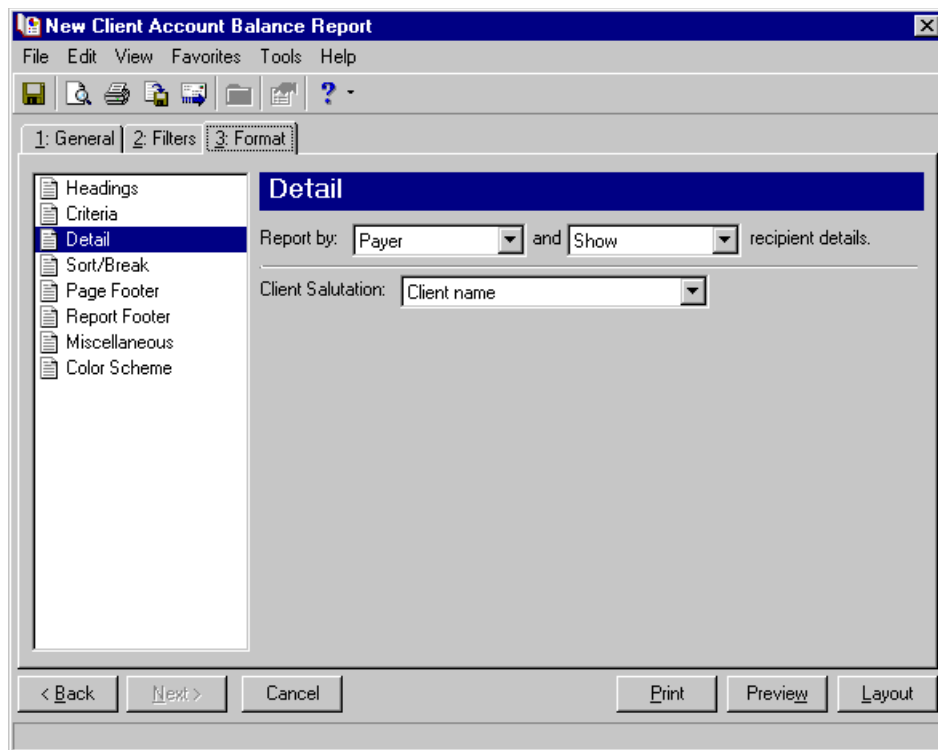 New Client Account Balance Report
File Edit View Favorites Tools Help
?
1: General 2: Filters 3: Format
Headings
Criteria
Detail
Sort/Break
Page Footer
Report Footer
Miscellaneous
Color Scheme
Detail
Report by: Payer and Show recipient details.
Client Salutation: Client name
< Back Next > Cancel Print Preview Layout